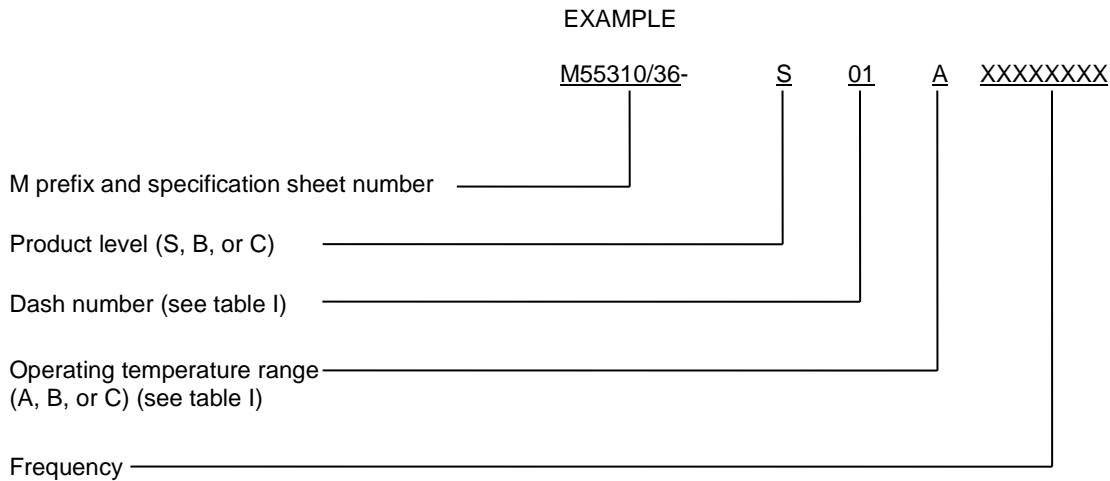 EXAMPLE
M55310/36- S 01 A XXXXXXXX
M prefix and specification sheet number
Product level (S, B, or C)
Dash number (see table I)
Operating temperature range
(A, B, or C) (see table I)
Frequency